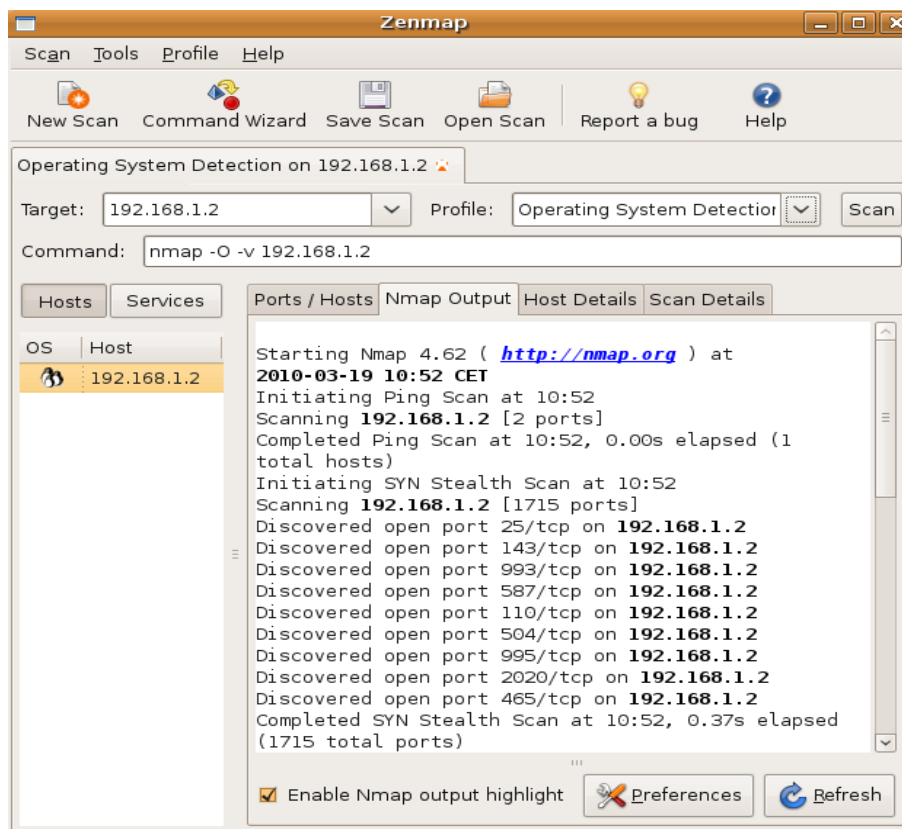 Zenmap
Scan Tools Profile Help
New Scan Command Wizard Save Scan Open Scan Report a bug Help
Operating System Detection on 192.168.1.2
Target: 192.168.1.2 Profile: Operating System Detection Scan
Command: nmap -O -v 192.168.1.2
Hosts Services Ports / Hosts Nmap Output Host Details Scan Details
OS Host
192.168.1.2
Starting Nmap 4.62 ( http://nmap.org ) at
2010-03-19 10:52 CET
Initiating Ping Scan at 10:52
Scanning 192.168.1.2 [2 ports]
Completed Ping Scan at 10:52, 0.00s elapsed (1
total hosts)
Initiating SYN Stealth Scan at 10:52
Scanning 192.168.1.2 [1715 ports]
Discovered open port 25/tcp on 192.168.1.2
Discovered open port 143/tcp on 192.168.1.2
Discovered open port 993/tcp on 192.168.1.2
Discovered open port 587/tcp on 192.168.1.2
Discovered open port 110/tcp on 192.168.1.2
Discovered open port 504/tcp on 192.168.1.2
Discovered open port 995/tcp on 192.168.1.2
Discovered open port 2020/tcp on 192.168.1.2
Discovered open port 465/tcp on 192.168.1.2
Completed SYN Stealth Scan at 10:52, 0.37s elapsed
(1715 total ports)
Enable Nmap output highlight Preferences Refresh